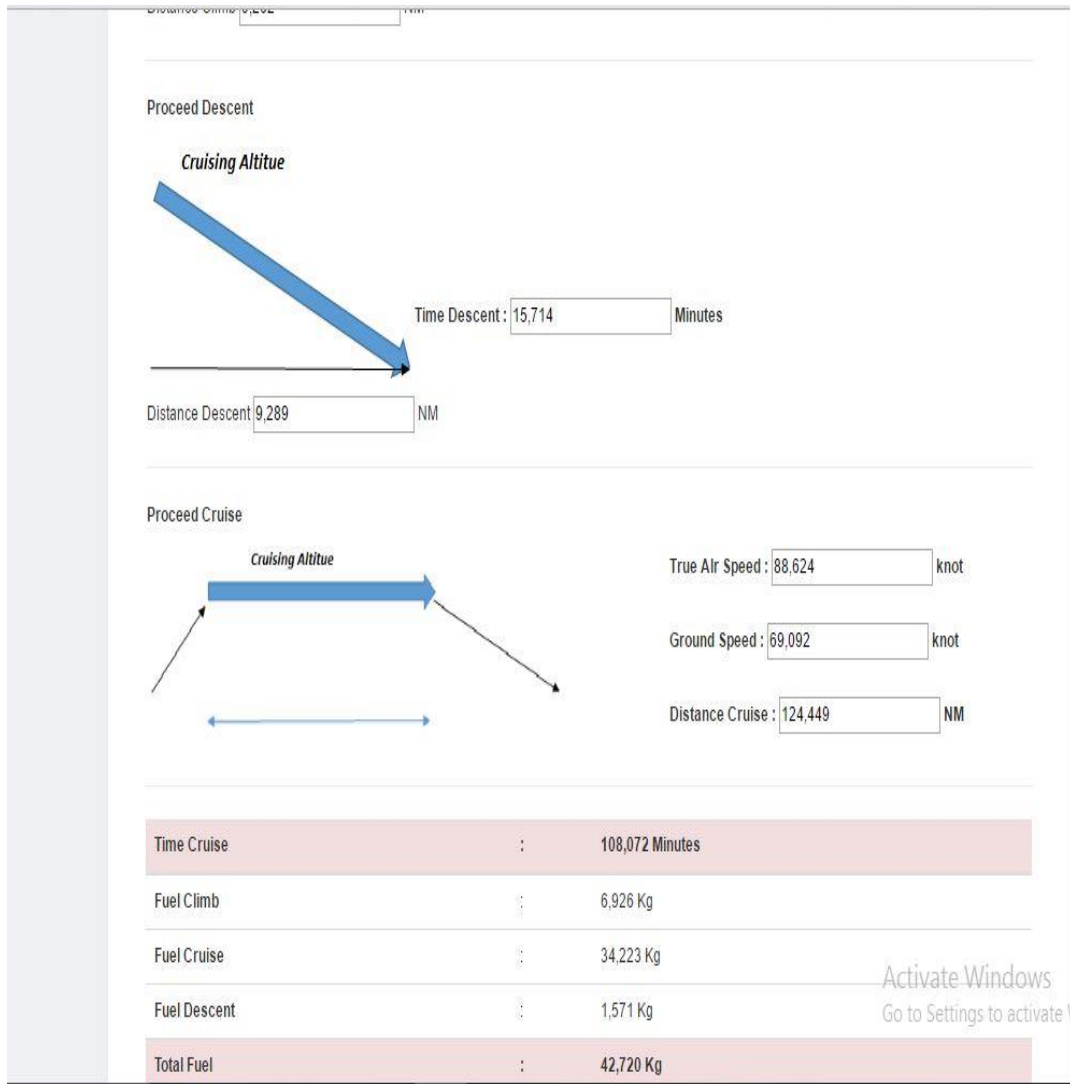 Proceed Descent
Cruising Altitue
Time Descent : 15,714 Minutes
Distance Descent 9,289 NM
Proceed Cruise
Cruising Altitue
True AIr Speed : 88,624 knot
Ground Speed : 69,092 knot
Distance Cruise : 124,449 NM
Time Cruise : 108,072 Minutes
Fuel Climb : 6,926 Kg
Fuel Cruise : 34,223 Kg
Activate Windows
Fuel Descent : 1,571 Kg
Go to Settings to activate
Total Fuel : 42,720 Kg